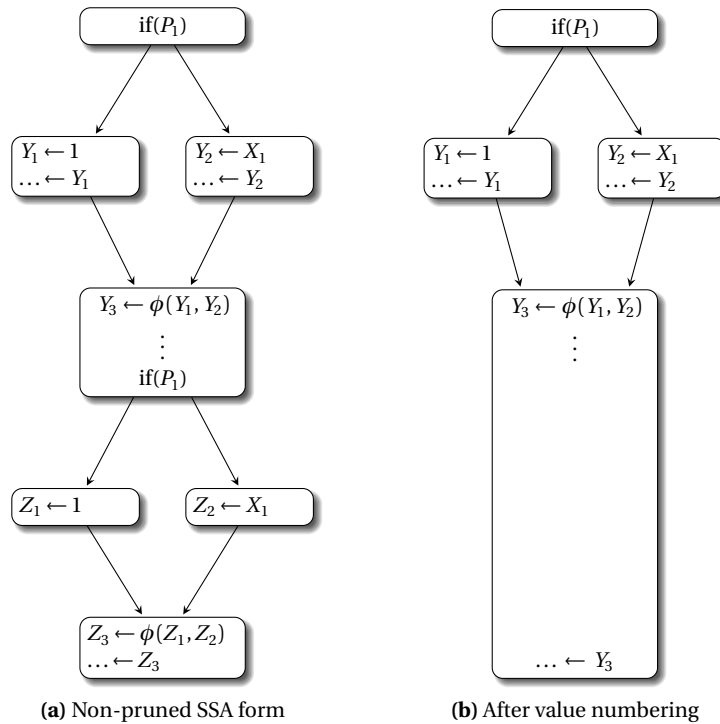 if(P₁)
Y₁ ← 1
… ← Y₁
Y₂ ← X₁
… ← Y₂
Y₃ ← ϕ(Y₁, Y₂)
⋮
if(P₁)
Z₁ ← 1
Z₂ ← X₁
Z₃ ← ϕ(Z₁, Z₂)
… ← Z₃
(a) Non-pruned SSA form
if(P₁)
Y₁ ← 1
… ← Y₁
Y₂ ← X₁
… ← Y₂
Y₃ ← ϕ(Y₁, Y₂)
⋮
… ← Y₃
(b) After value numbering